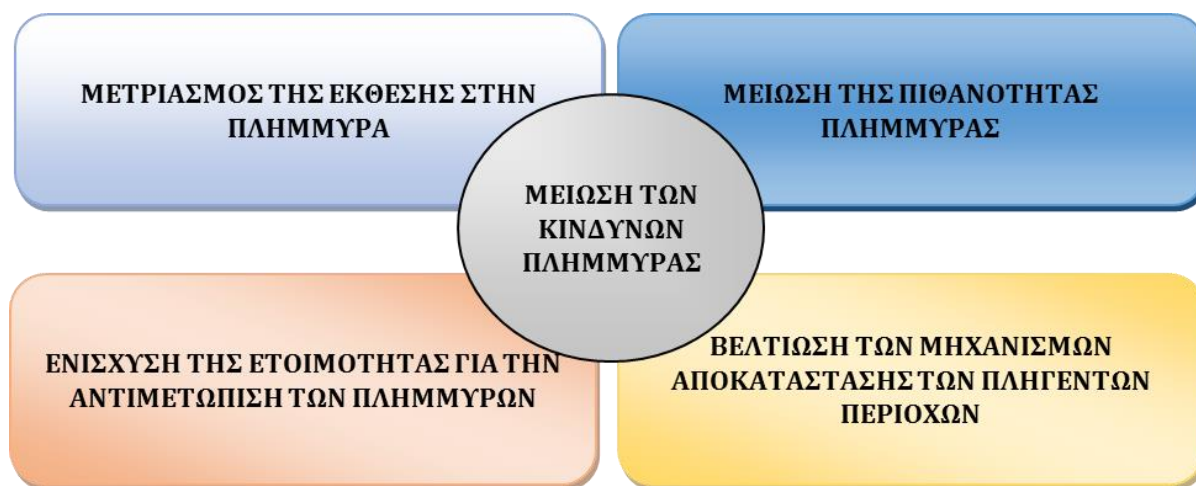 ΜΕΤΡΙΑΣΜΟΣ ΤΗΣ ΕΚΘΕΣΗΣ ΣΤΗΝ
ΠΛΗΜΜΥΡΑ
ΜΕΙΩΣΗ ΤΗΣ ΠΙΘΑΝΟΤΗΤΑΣ
ΠΛΗΜΜΥΡΑΣ
ΜΕΙΩΣΗ ΤΩΝ
ΚΙΝΔΥΝΩΝ
ΠΛΗΜΜΥΡΑΣ
ΕΝΙΣΧΥΣΗ ΤΗΣ ΕΤΟΙΜΟΤΗΤΑΣ ΓΙΑ ΤΗΝ
ΑΝΤΙΜΕΤΩΠΙΣΗ ΤΩΝ ΠΛΗΜΜΥΡΩΝ
ΒΕΛΤΙΩΣΗ ΤΩΝ ΜΗΧΑΝΙΣΜΩΝ
ΑΠΟΚΑΤΑΣΤΑΣΗΣ ΤΩΝ ΠΛΗΓΕΝΤΩΝ
ΠΕΡΙΟΧΩΝ